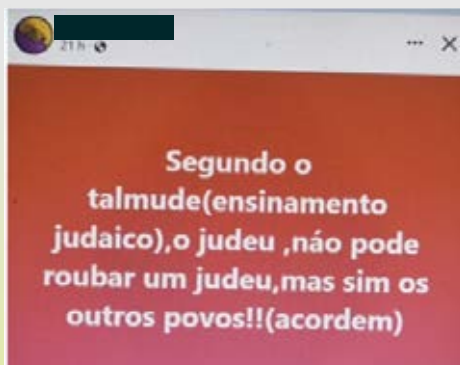 21 h
Segundo o
talmude(ensinamento
judaico),o judeu ,náo pode
roubar um judeu,mas sim os
outros povos!!(acordem)